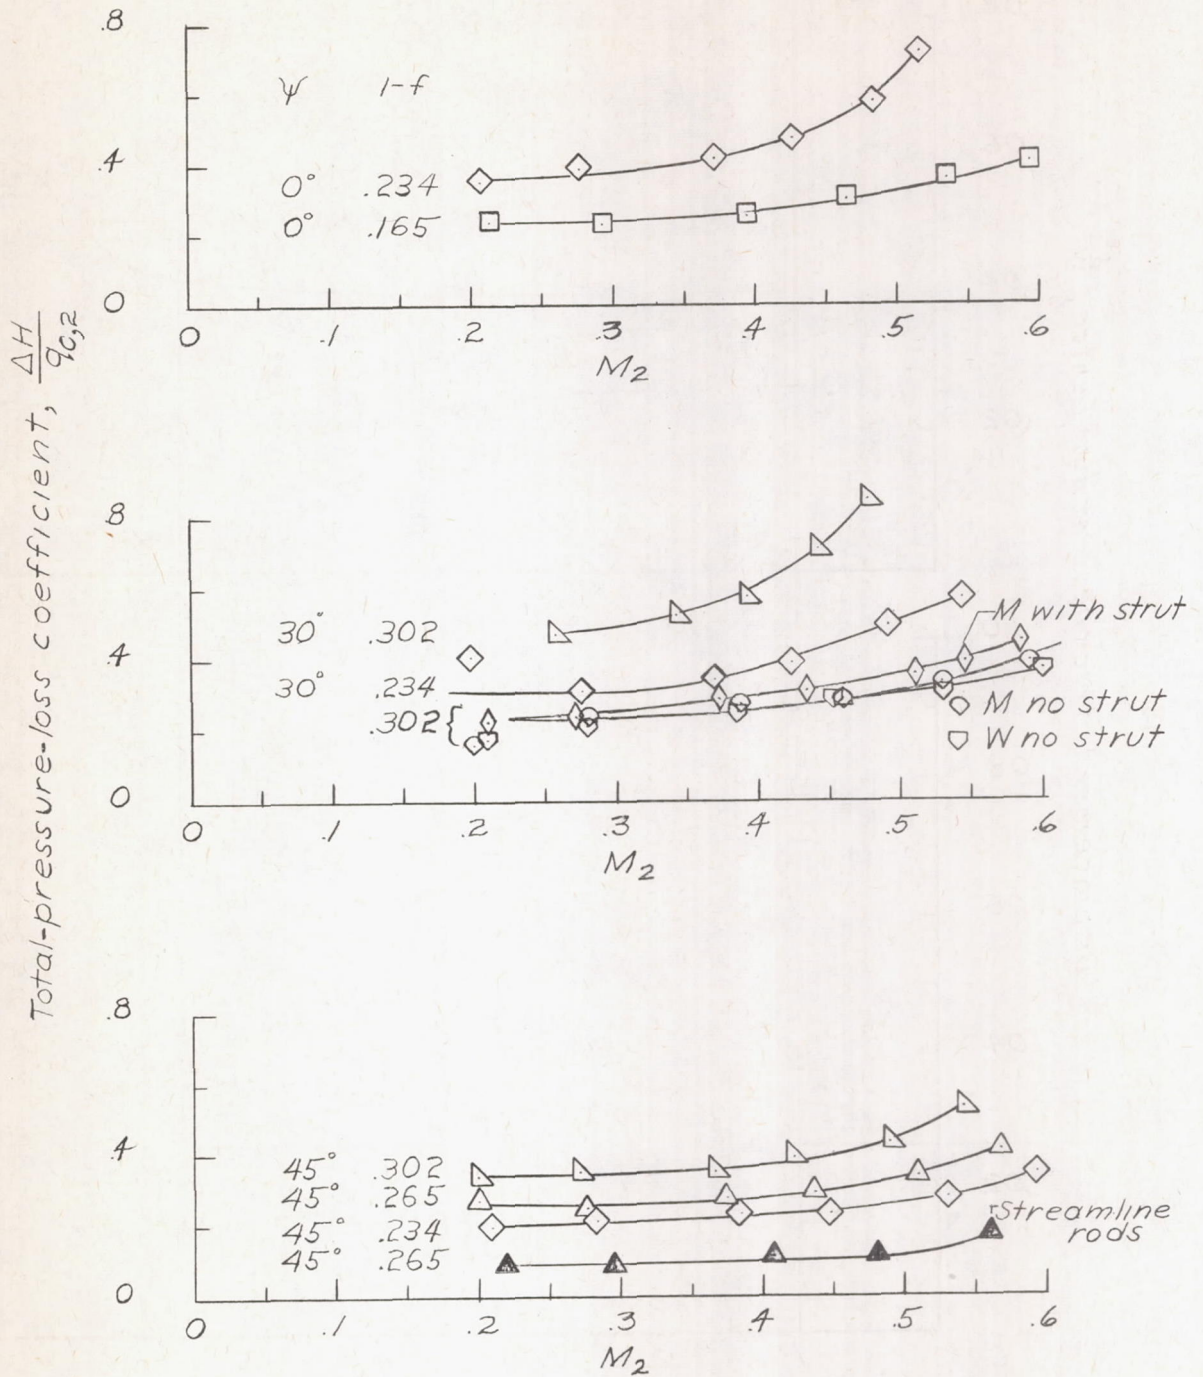 Total-pressure-loss coefficient, ΔH/qc,2
.8
ψ 1-f
.4
0° .234
0° .165
0
0 .1 .2 .3 .4 .5 .6
M2
.8
M with strut
30° .302
.4
30° .234
.302{
M no strut
W no strut
0
0 .1 .2 .3 .4 .5 .6
M2
.8
.4
45° .302
45° .265
45° .234
Streamline
rods
45° .265
0
0 .1 .2 .3 .4 .5 .6
M2